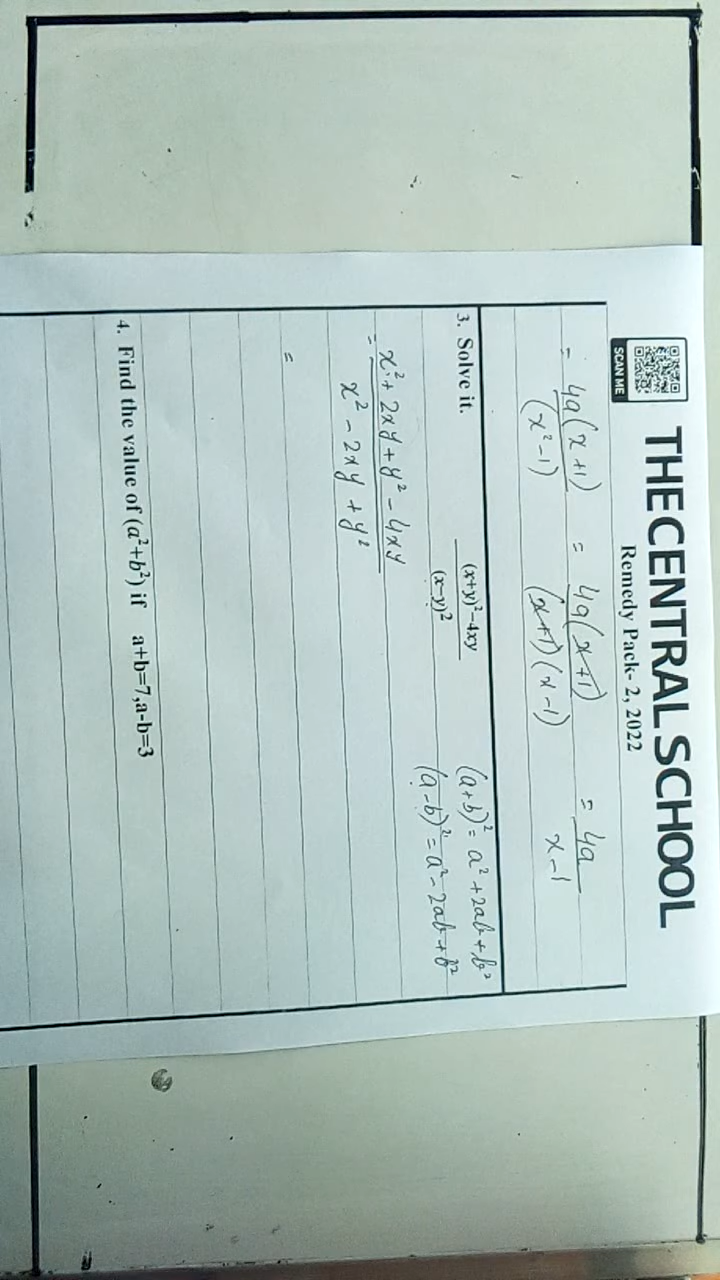 THE CENTRAL SCHOOL
Remedy Pack- 2, 2022
SCAN ME
= 4a(x+1) / (x²-1) = 4a(x+1) / (x+1)(x-1) = 4a / x-1
3. Solve it. (x+y)²-4xy / (x-y)²
(a+b)² = a² + 2ab + b²
(a-b)² = a² - 2ab + b²
= x² + 2xy + y² - 4xy / x² - 2xy + y²
=
4. Find the value of (a²+b²) if a+b=7,a-b=3